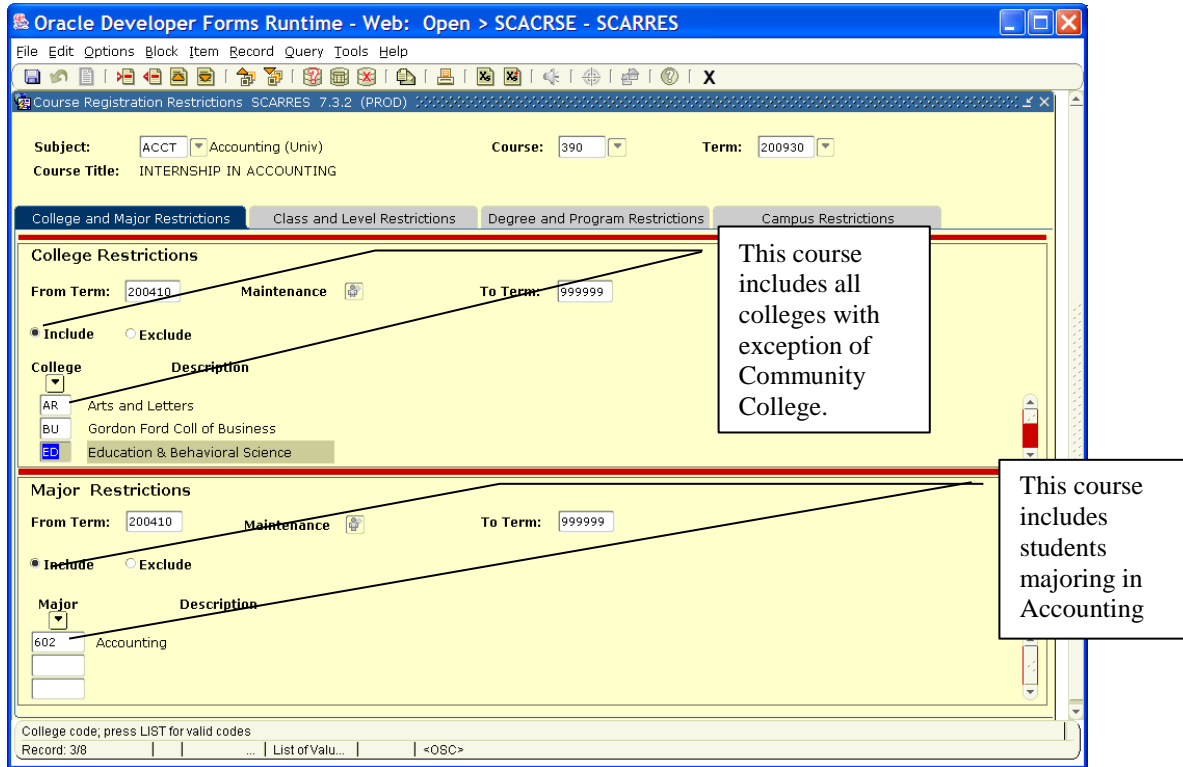 Oracle Developer Forms Runtime - Web: Open > SCACRSE - SCARRES
File Edit Options Block Item Record Query Tools Help
Course Registration Restrictions SCARRES 7.3.2 (PROD)
Subject: ACCT Accounting (Univ) Course: 390 Term: 200930
Course Title: INTERNSHIP IN ACCOUNTING
College and Major Restrictions Class and Level Restrictions Degree and Program Restrictions Campus Restrictions
College Restrictions
From Term: 200410 Maintenance To Term: 999999
Include Exclude
College Description
AR Arts and Letters
BU Gordon Ford Coll of Business
ED Education & Behavioral Science
This course
includes all
colleges with
exception of
Community
College.
Major Restrictions
From Term: 200410 Maintenance To Term: 999999
Include Exclude
Major Description
602 Accounting
This course
includes
students
majoring in
Accounting
College code; press LIST for valid codes
Record: 3/8 ... List of Valu... <OSC>